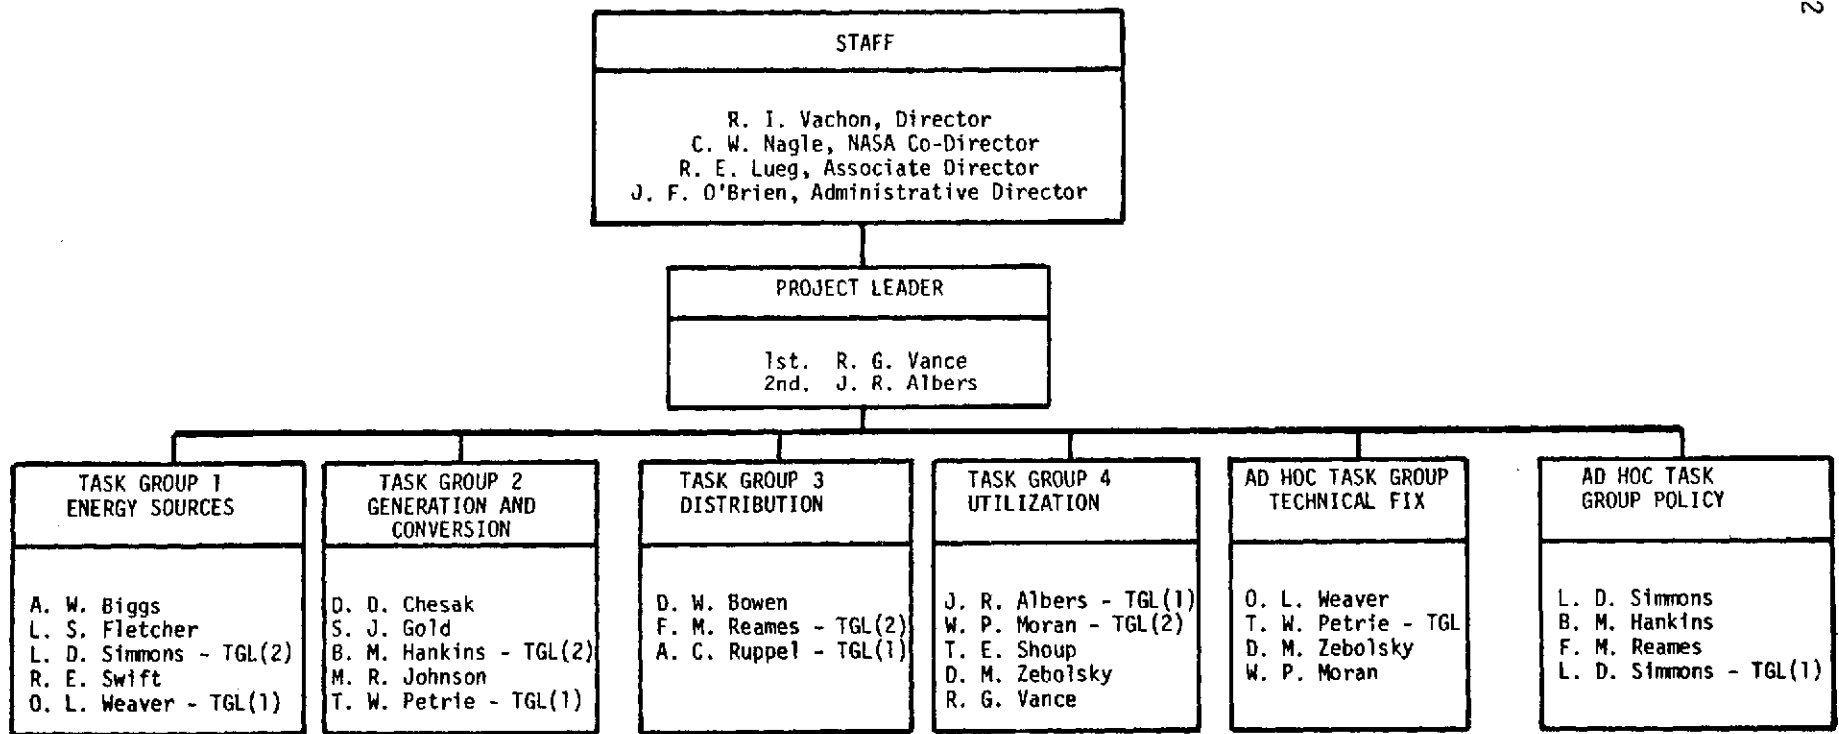 2
STAFF
R. I. Vachon, Director
C. W. Nagle, NASA Co-Director
R. E. Lueg, Associate Director
J. F. O'Brien, Administrative Director
PROJECT LEADER
1st. R. G. Vance
2nd. J. R. Albers
TASK GROUP 1
ENERGY SOURCES
A. W. Biggs
L. S. Fletcher
L. D. Simmons - TGL(2)
R. E. Swift
O. L. Weaver - TGL(1)
TASK GROUP 2
GENERATION AND
CONVERSION
D. D. Chesak
S. J. Gold
B. M. Hankins - TGL(2)
M. R. Johnson
T. W. Petrie - TGL(1)
TASK GROUP 3
DISTRIBUTION
D. W. Bowen
F. M. Reames - TGL(2)
A. C. Ruppel - TGL(1)
TASK GROUP 4
UTILIZATION
J. R. Albers - TGL(1)
W. P. Moran - TGL(2)
T. E. Shoup
D. M. Zebolsky
R. G. Vance
AD HOC TASK GROUP
TECHNICAL FIX
O. L. Weaver
T. W. Petrie - TGL
D. M. Zebolsky
W. P. Moran
AD HOC TASK
GROUP POLICY
L. D. Simmons
B. M. Hankins
F. M. Reames
L. D. Simmons - TGL(1)